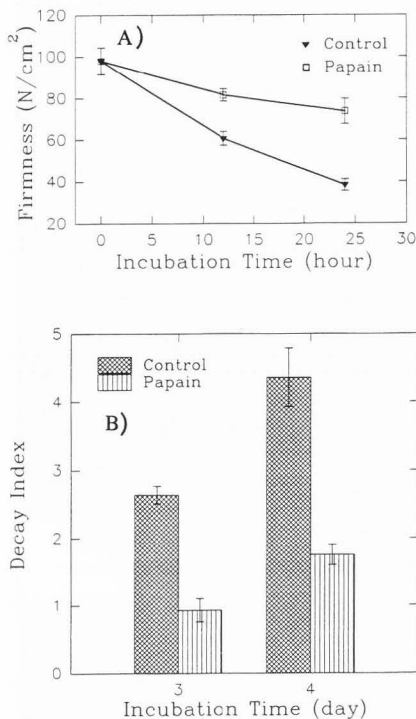 A)
Control
Papain
Firmness (N/cm²)
120
100
80
60
40
20
0 5 10 15 20 25 30
Incubation Time (hour)
Control
Papain
B)
Decay Index
5
4
3
2
1
0
3 4
Incubation Time (day)